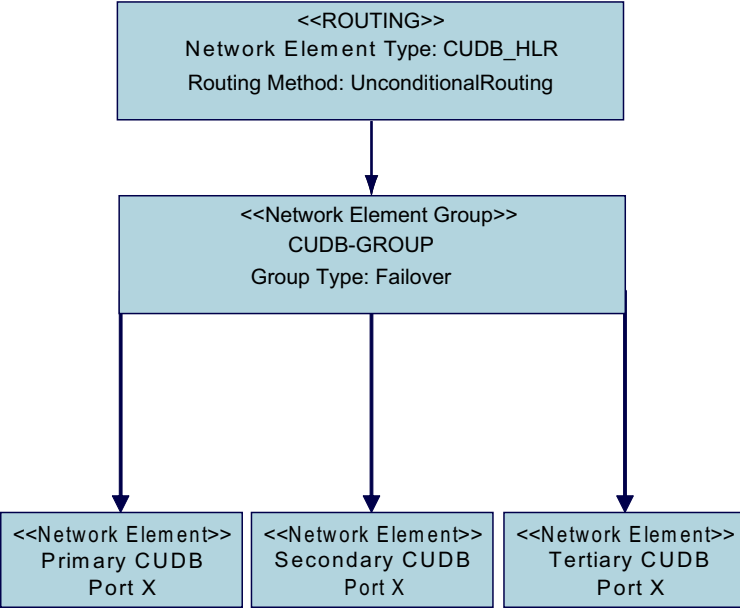 <<ROUTING>>
Network Element Type: CUDB_HLR
Routing Method: UnconditionalRouting
<<Network Element Group>>
CUDB-GROUP
Group Type: Failover
<<Network Element>>
Primary CUDB
Port X
<<Network Element>>
Secondary CUDB
Port X
<<Network Element>>
Tertiary CUDB
Port X